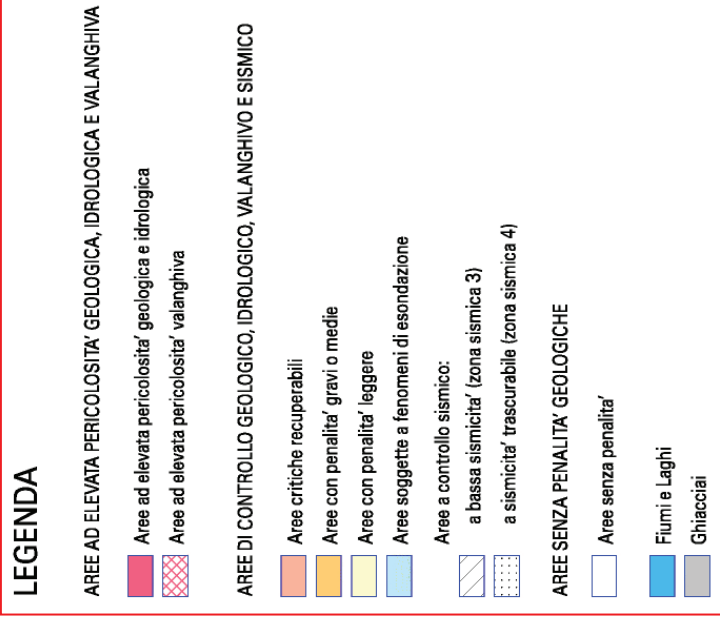 LEGENDA
AREE AD ELEVATA PERICOLOSITA' GEOLOGICA, IDROLOGICA E VALANGHIVA
Aree ad elevata pericolosita' geologica e idrologica
Aree ad elevata pericolosita' valanghiva
AREE DI CONTROLLO GEOLOGICO, IDROLOGICO, VALANGHIVO E SISMICO
Aree critiche recuperabili
Aree con penalita' gravi o medie
Aree con penalita' leggere
Aree soggette a fenomeni di esondazione
Aree a controllo sismico:
a bassa sismicita' (zona sismica 3)
a sismicita' trascurabile (zona sismica 4)
AREE SENZA PENALITA' GEOLOGICHE
Aree senza penalita'
Fiumi e Laghi
Ghiacciai